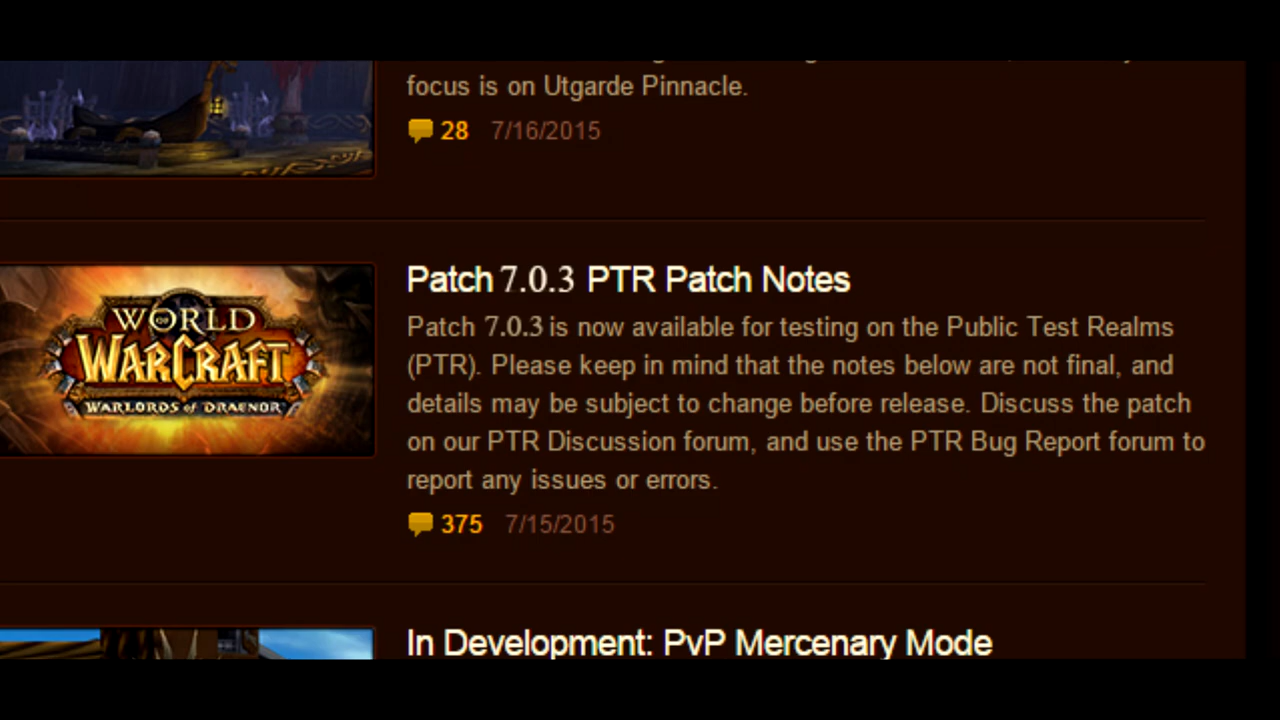 focus is on Utgarde Pinnacle.
28 7/16/2015
WORLD OF
WARCRAFT
WARLORDS OF DRAENOR
Patch 7.0.3 PTR Patch Notes
Patch 7.0.3 is now available for testing on the Public Test Realms
(PTR). Please keep in mind that the notes below are not final, and
details may be subject to change before release. Discuss the patch
on our PTR Discussion forum, and use the PTR Bug Report forum to
report any issues or errors.
375 7/15/2015
In Development: PvP Mercenary Mode